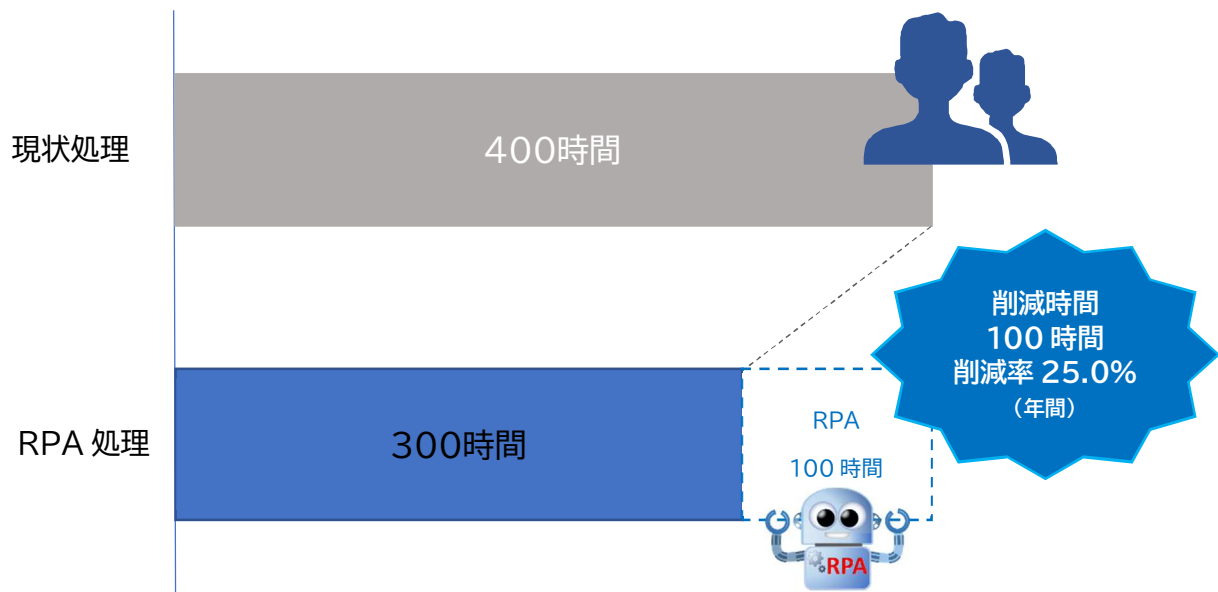 現状処理
400時間
削減時間
100 時間
削減率 25.0%
（年間）
RPA 処理
300時間
RPA
100 時間
RPA